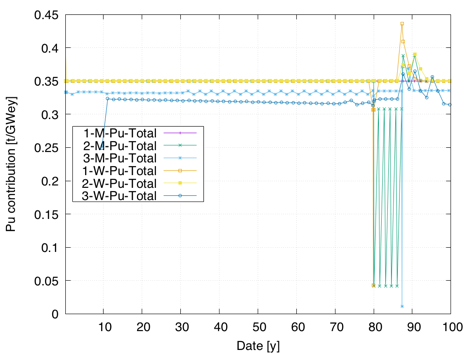 0.45
0.4
0.35
0.3
0.25
0.2
0.15
0.1
0.05
0
Pu contribution [t/GWey]
1-M-Pu-Total
2-M-Pu-Total
3-M-Pu-Total
1-W-Pu-Total
2-W-Pu-Total
3-W-Pu-Total
10 20 30 40 50 60 70 80 90 100
Date [y]